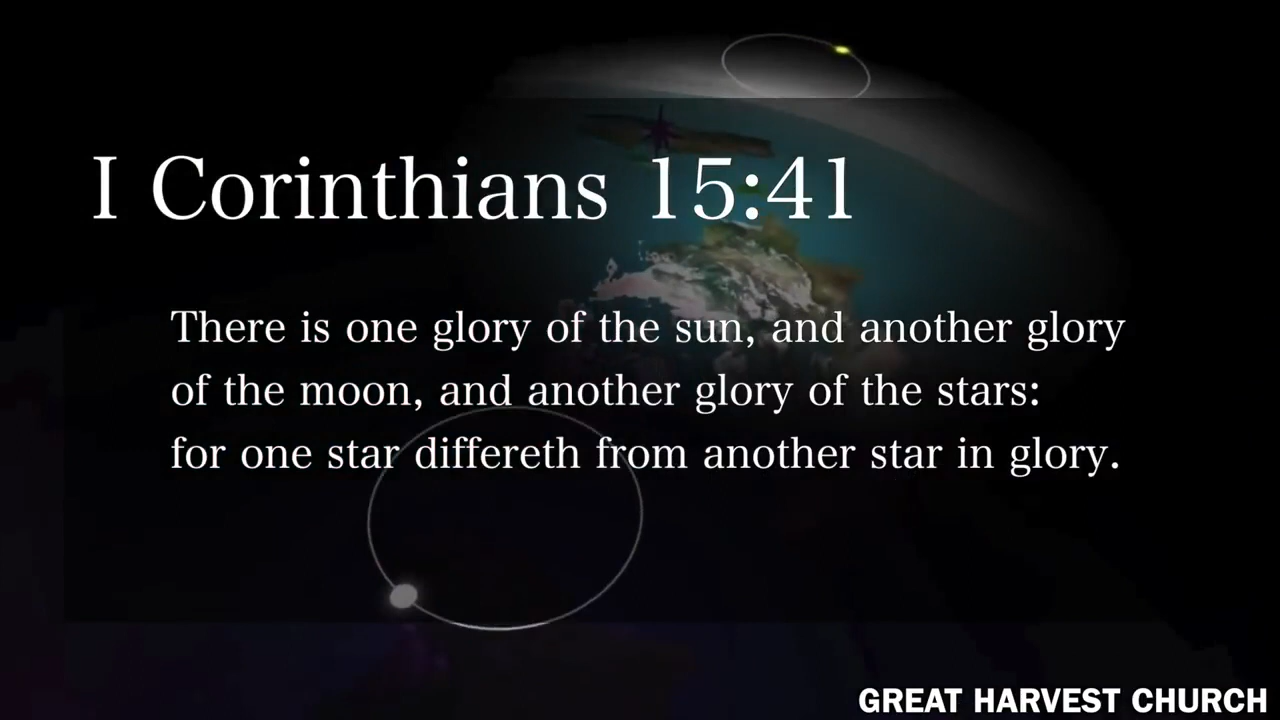 I Corinthians 15:41
There is one glory of the sun, and another glory
of the moon, and another glory of the stars:
for one star differeth from another star in glory.
GREAT HARVEST CHURCH